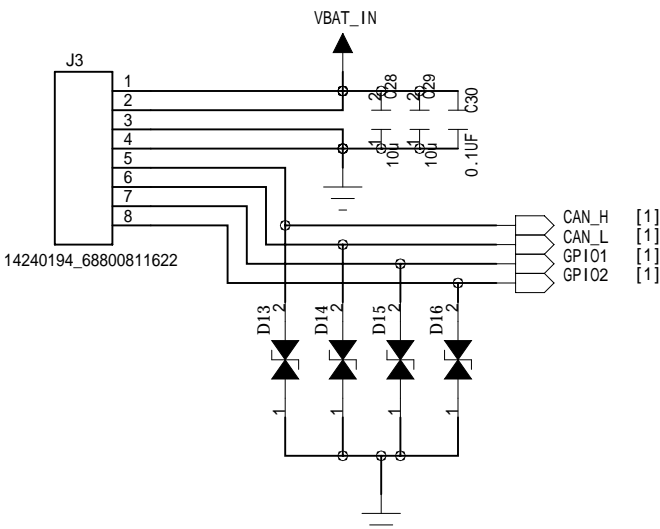 VBAT_IN
J3
1
2
3
4
5
6
7
8
14240194_68800811622
2 C28
2 C29
C30
1 10u
1 10u
0.1UF
CAN_H [1]
CAN_L [1]
GPIO1 [1]
GPIO2 [1]
D13 2
D14 2
D15 2
D16 2
1
1
1
1